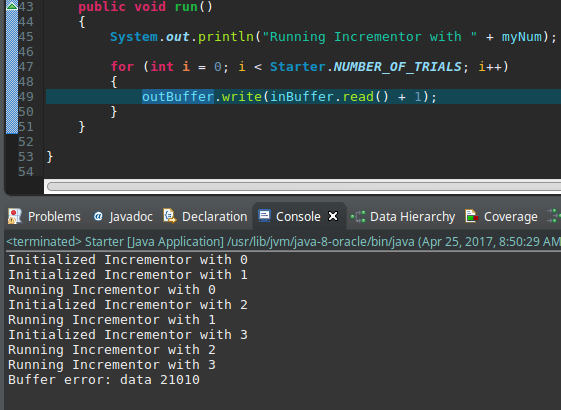 43 public void run()
44 {
45 System.out.println("Running Incrementor with " + myNum);
46
47 for (int i = 0; i < Starter.NUMBER_OF_TRIALS; i++)
48 {
49 outBuffer.write(inBuffer.read() + 1);
50 }
51 }
52
53 }
54
Problems @ Javadoc Declaration Console Data Hierarchy Coverage
<terminated> Starter [Java Application] /usr/lib/jvm/java-8-oracle/bin/java (Apr 25, 2017, 8:50:29 AM
Initialized Incrementor with 0
Initialized Incrementor with 1
Running Incrementor with 0
Initialized Incrementor with 2
Running Incrementor with 1
Initialized Incrementor with 3
Running Incrementor with 2
Running Incrementor with 3
Buffer error: data 21010